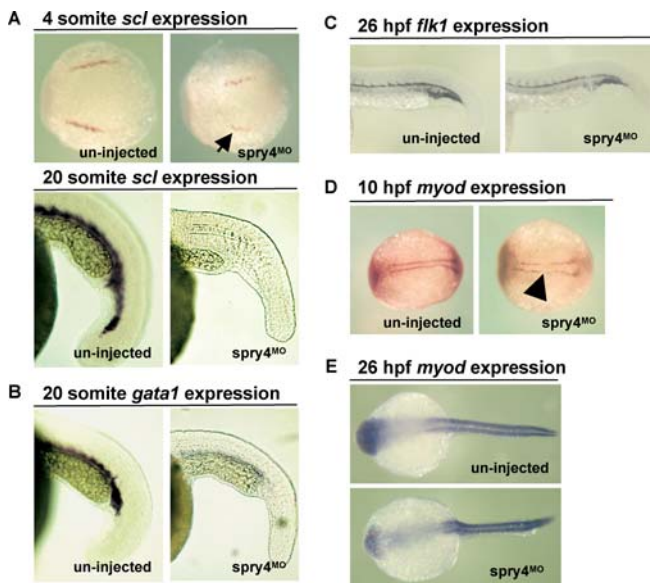 A 4 somite scl expression
un-injected spry4MO
20 somite scl expression
un-injected spry4MO
B 20 somite gata1 expression
un-injected spry4MO
C 26 hpf flk1 expression
un-injected spry4MO
D 10 hpf myod expression
un-injected spry4MO
E 26 hpf myod expression
un-injected
spry4MO